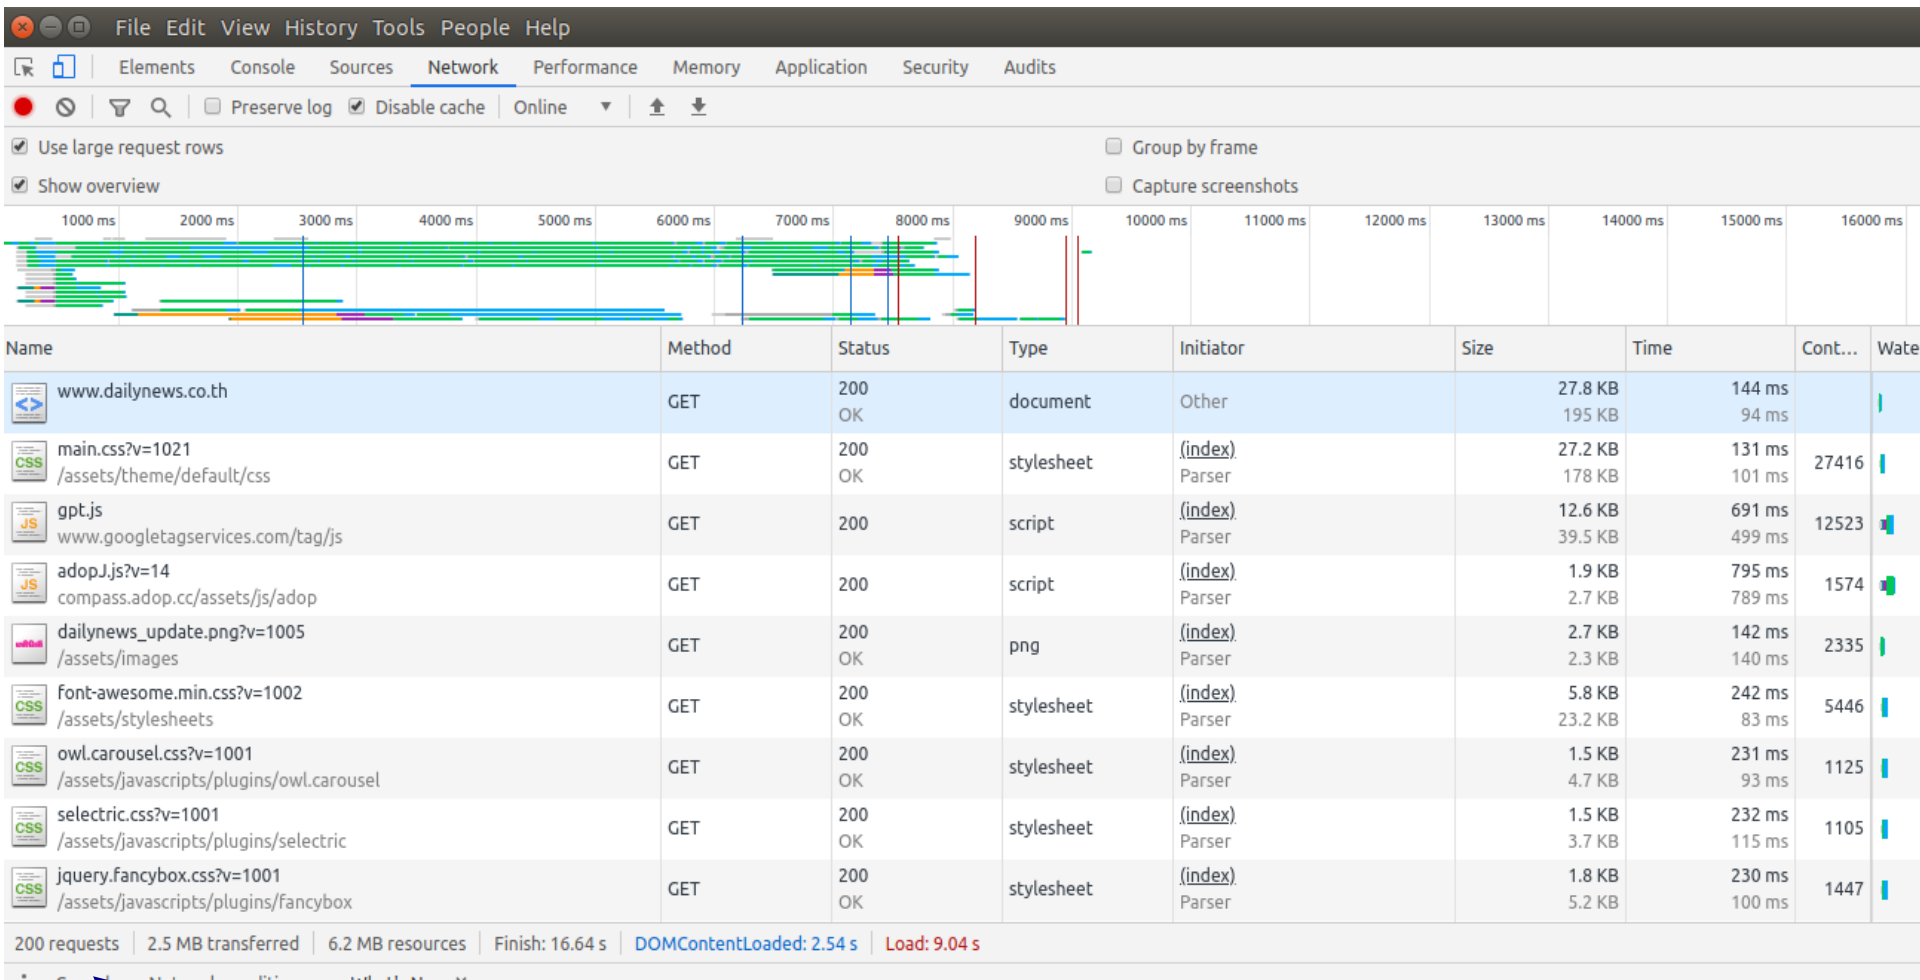 File Edit View History Tools People Help
Elements Console Sources Network Performance Memory Application Security Audits
Preserve log Disable cache Online
Use large request rows Group by frame
Show overview Capture screenshots
1000 ms 2000 ms 3000 ms 4000 ms 5000 ms 6000 ms 7000 ms 8000 ms 9000 ms 10000 ms 11000 ms 12000 ms 13000 ms 14000 ms 15000 ms 16000 ms
Name Method Status Type Initiator Size Time Cont... Wate
www.dailynews.co.th GET 200 OK document Other 27.8 KB 195 KB 144 ms 94 ms
main.css?v=1021 200 (index) 27.2 KB 131 ms
CSS GET stylesheet 27416
/assets/theme/default/css OK Parser 178 KB 101 ms
gpt.js (index) 12.6 KB 691 ms
JS GET 200 script 12523
www.googletagservices.com/tag/js Parser 39.5 KB 499 ms
adopJ.js?v=14 (index) 1.9 KB 795 ms
JS GET 200 script 1574
compass.adop.cc/assets/js/adop Parser 2.7 KB 789 ms
dailynews_update.png?v=1005 200 (index) 2.7 KB 142 ms
GET png 2335
/assets/images OK Parser 2.3 KB 140 ms
font-awesome.min.css?v=1002 200 (index) 5.8 KB 242 ms
CSS GET stylesheet 5446
/assets/stylesheets OK Parser 23.2 KB 83 ms
owl.carousel.css?v=1001 200 (index) 1.5 KB 231 ms
CSS GET stylesheet 1125
/assets/javascripts/plugins/owl.carousel OK Parser 4.7 KB 93 ms
selectric.css?v=1001 200 (index) 1.5 KB 232 ms
CSS GET stylesheet 1105
/assets/javascripts/plugins/selectric OK Parser 3.7 KB 115 ms
jquery.fancybox.css?v=1001 200 (index) 1.8 KB 230 ms
CSS GET stylesheet 1447
/assets/javascripts/plugins/fancybox OK Parser 5.2 KB 100 ms
200 requests 2.5 MB transferred 6.2 MB resources Finish: 16.64 s DOMContentLoaded: 2.54 s Load: 9.04 s